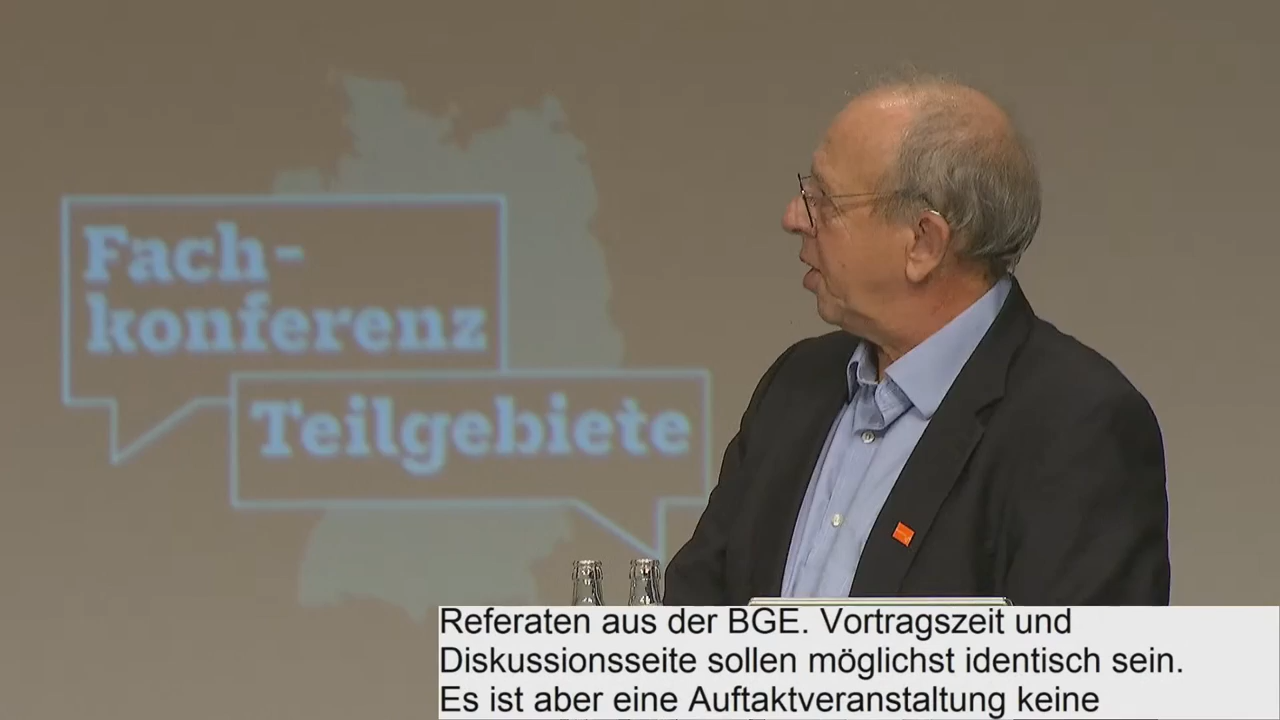 Fach-
konferenz
Teilgebiete
Referaten aus der BGE. Vortragszeit und
Diskussionsseite sollen möglichst identisch sein.
Es ist aber eine Auftaktveranstaltung keine